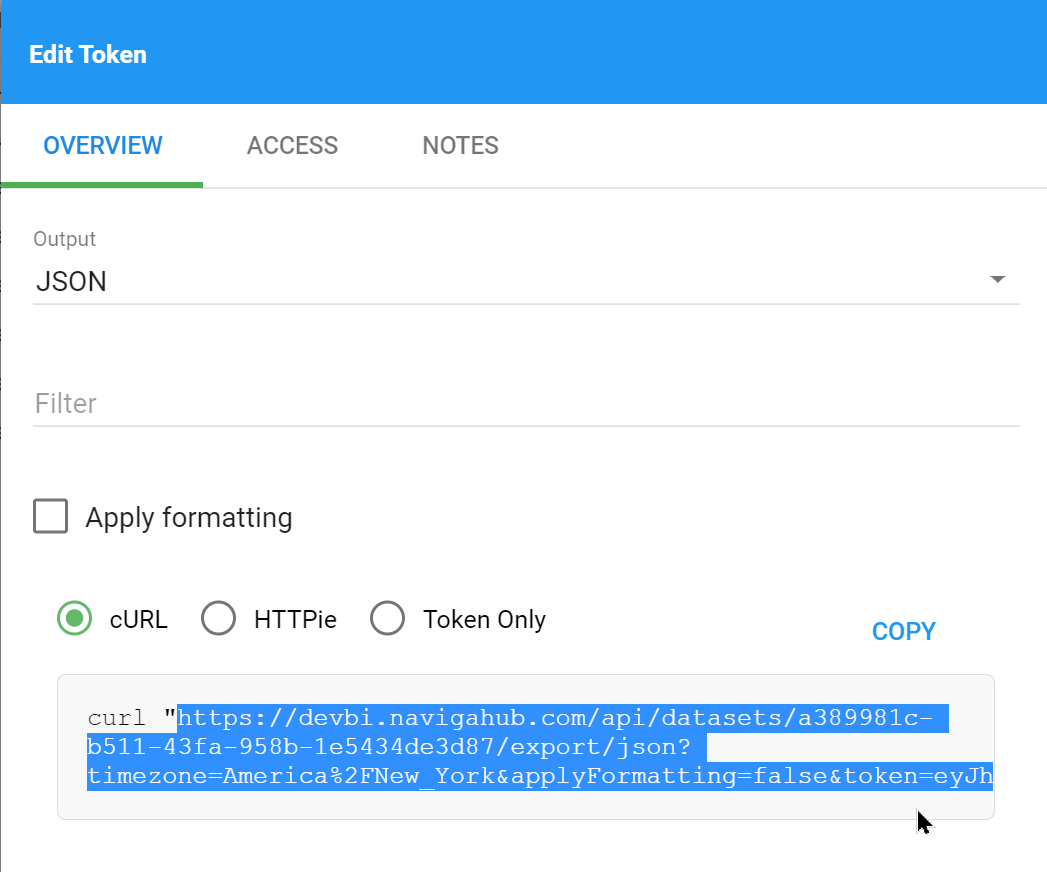 Edit Token
OVERVIEW ACCESS NOTES
Output
JSON
Filter
Apply formatting
cURL HTTPie Token Only
COPY
curl "https://devbi.navigahub.com/api/datasets/a389981c-
b511-43fa-958b-1e5434de3d87/export/json?
timezone=America%2FNew_York&applyFormatting=false&token=eyJh